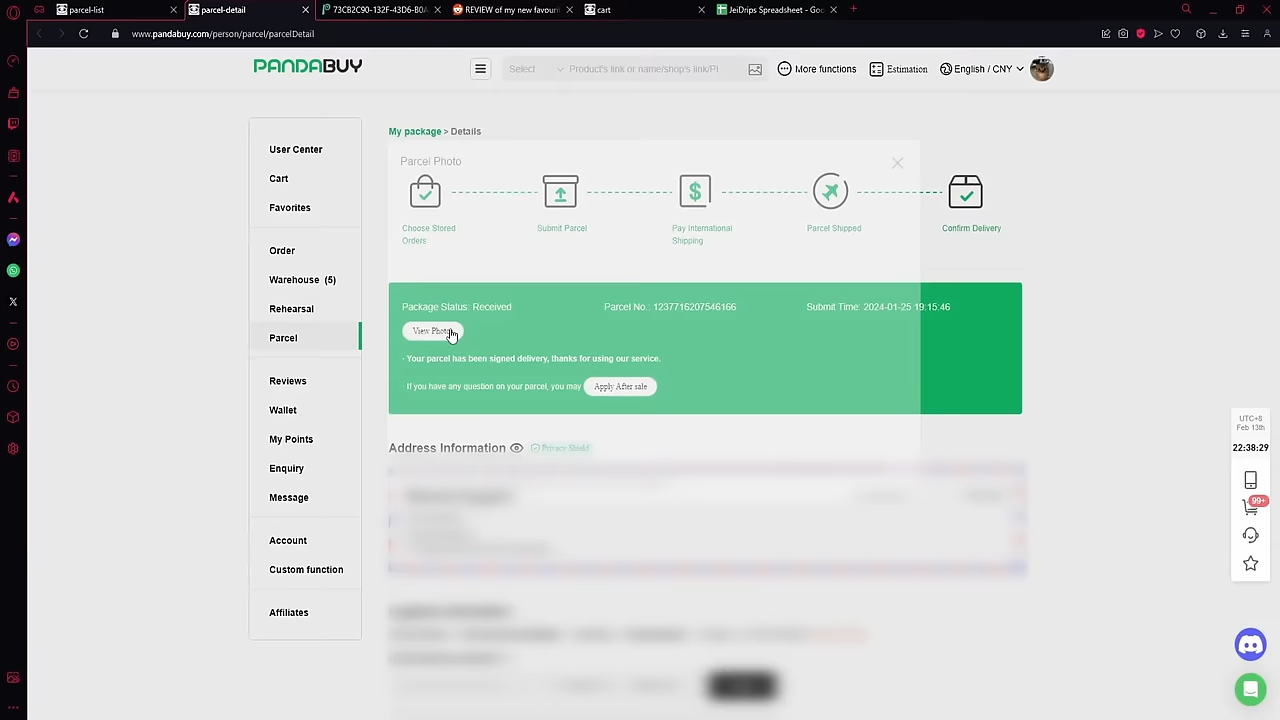 parcel-list
parcel-detail
73CB2C90-132F-43D6-B0A
REVIEW of my new favouri
cart
JeiDrips Spreadsheet - Goo
www.pandabuy.com/person/parcel/parcelDetail
PANDABUY
Select
Product's link or name/shop's link/PI
More functions
Estimation
English / CNY
User Center
Cart
Favorites
Order
Warehouse (5)
Rehearsal
Parcel
Reviews
Wallet
My Points
Enquiry
Message
Account
Custom function
Affiliates
My package > Details
Parcel Photo
Choose Stored
Orders
Submit Parcel
Pay International
Shipping
Parcel Shipped
Confirm Delivery
Package Status: Received
Parcel No.: 1237716207546166
Submit Time: 2024-01-25 19:15:46
View Photo
· Your parcel has been signed delivery, thanks for using our service.
If you have any question on your parcel, you may
Apply After sale
Address Information
Privacy Shield
UTC+8
Feb 13th
22:38:29
99+